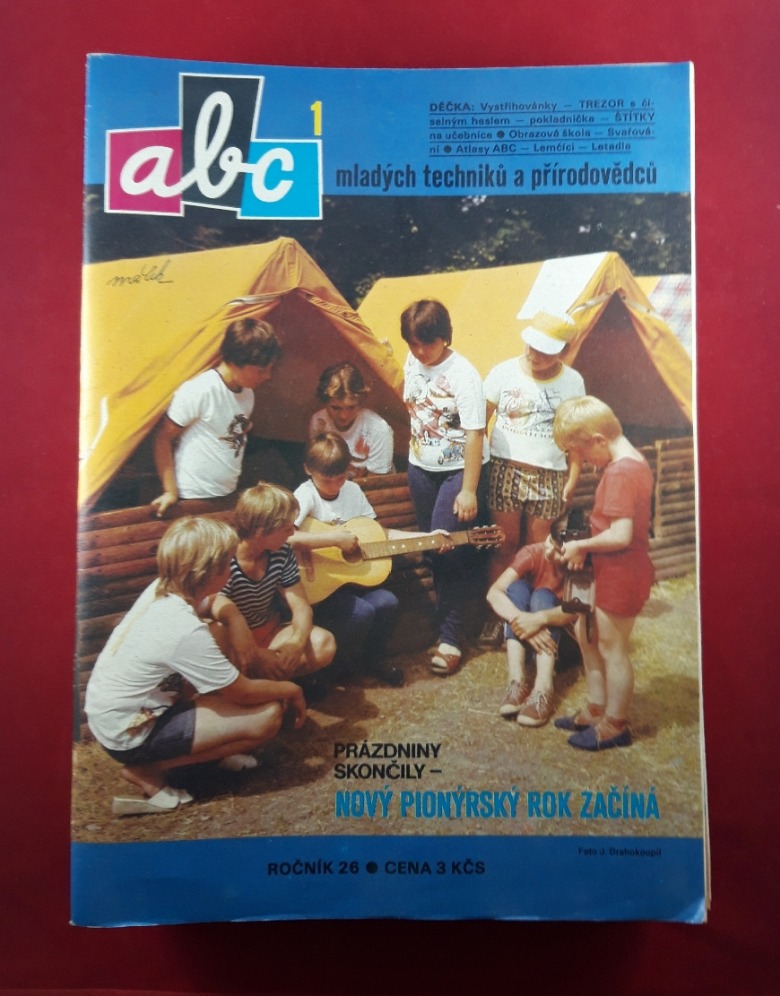 abc
1
DĚČKA: Vystřihovánky — TREZOR s čí-
selným heslem — pokladnička — ŠTÍTKY
na učebnice ● Obrazová škola — Svařová-
ní ● Atlasy ABC — Lemčíci — Letadla
mladých techniků a přírodovědců
PRÁZDNINY
SKONČILY –
NOVÝ PIONÝRSKÝ ROK ZAČÍNÁ
Foto J. Drahokoupil
ROČNÍK 26 ● CENA 3 KČS